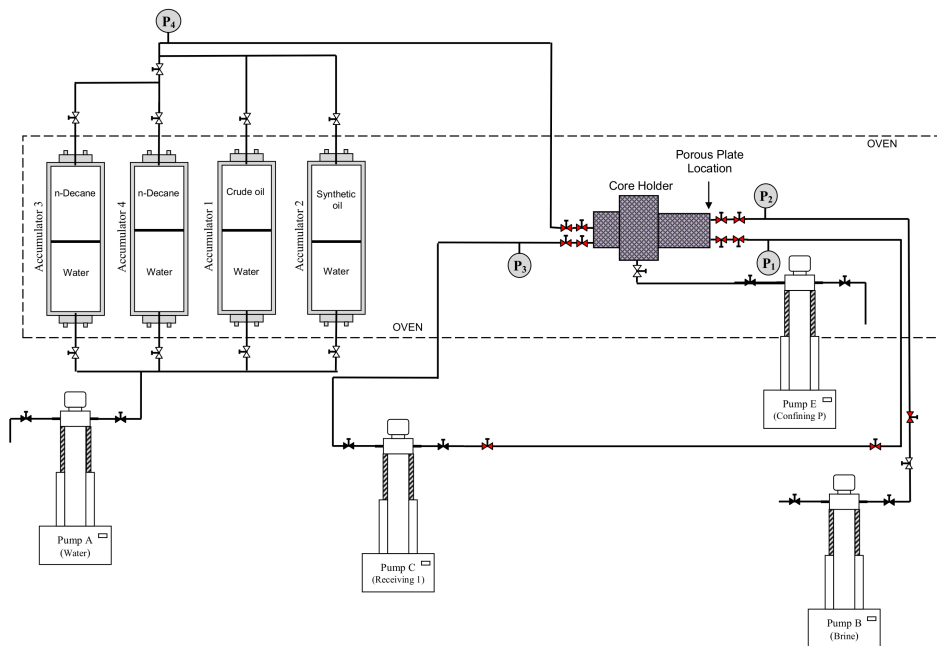 P4
OVEN
Porous Plate
Location
Core Holder
P2
Accumulator 3
n-Decane
Water
Accumulator 4
n-Decane
Water
Accumulator 1
Crude oil
Water
Accumulator 2
Synthetic
oil
Water
P3
P1
OVEN
Pump E
(Confining P)
Pump A
(Water)
Pump C
(Receiving 1)
Pump B
(Brine)